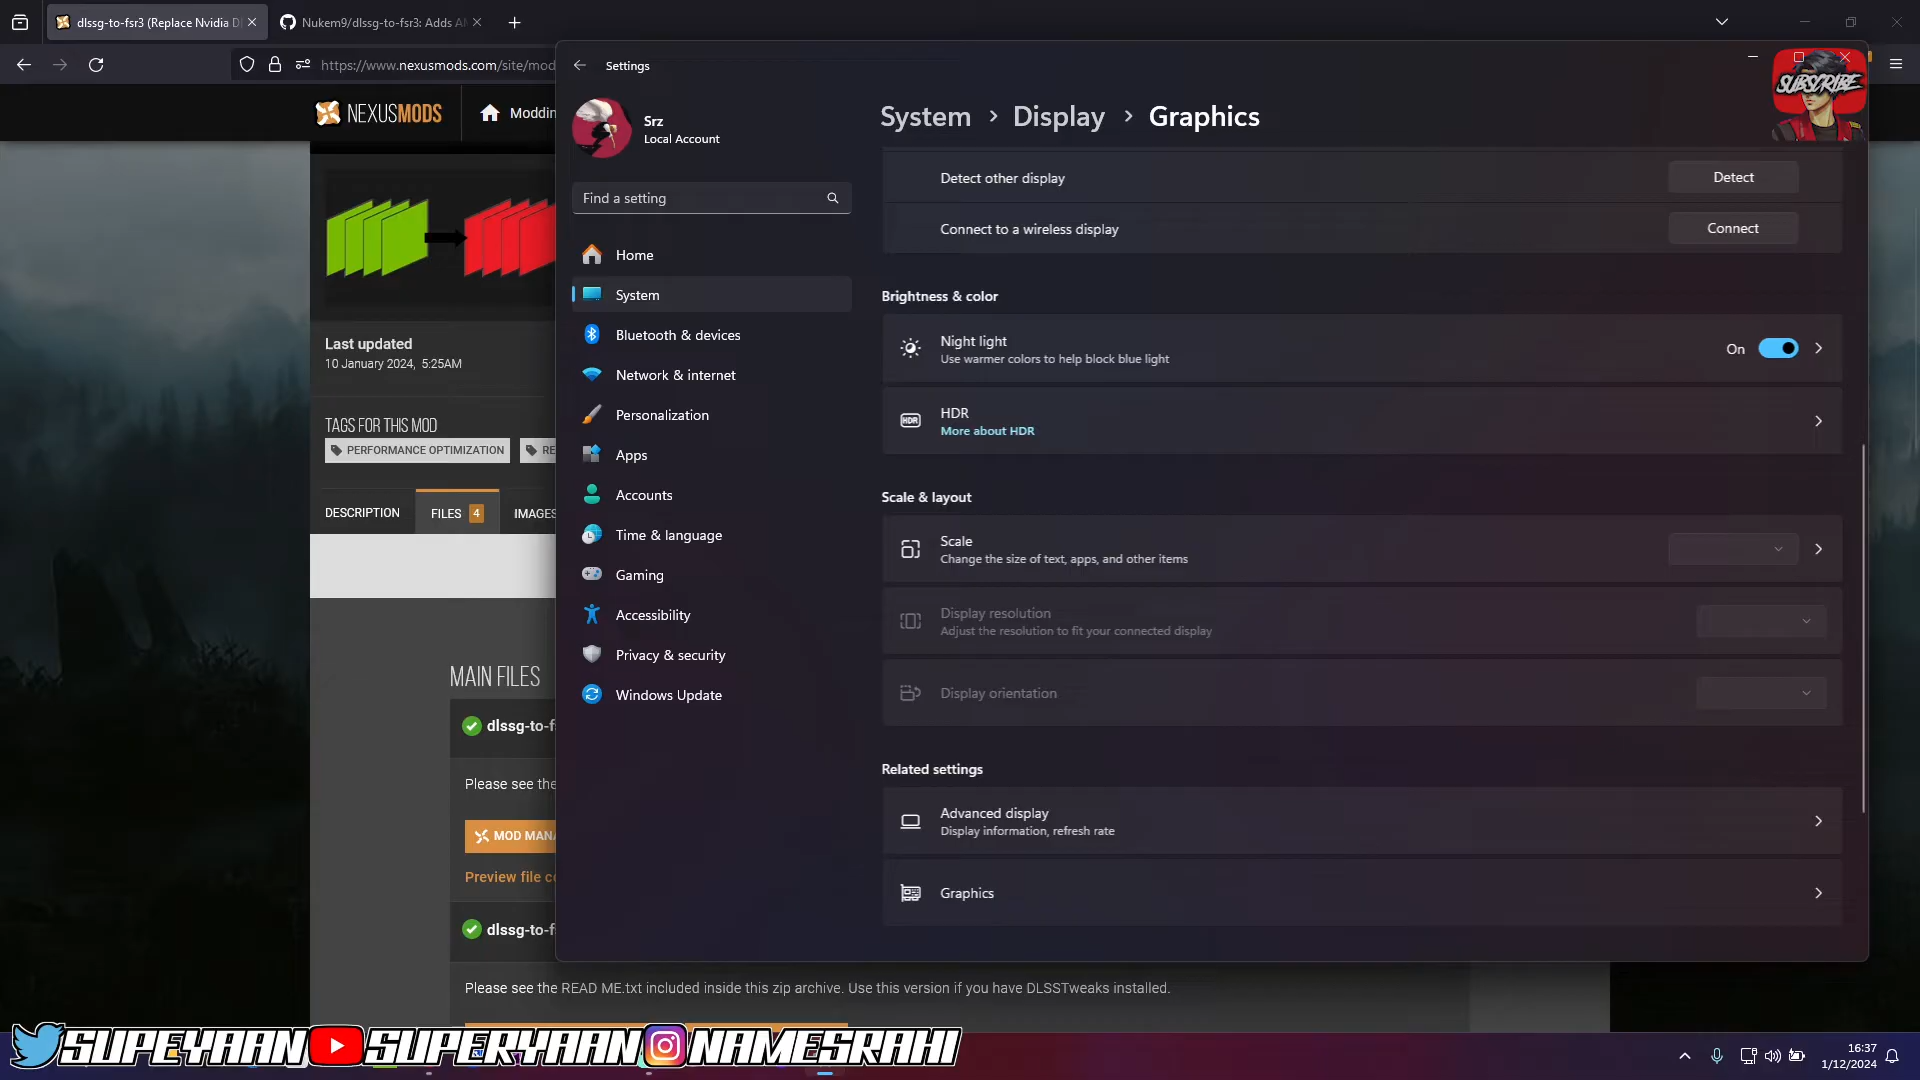 dlssg-to-fsr3 (Replace Nvidia D
Nukem9/dlssg-to-fsr3: Adds A
https://www.nexusmods.com/site/mod
NEXUSMODS
Moddin
Last updated
10 January 2024, 5:25AM
TAGS FOR THIS MOD
PERFORMANCE OPTIMIZATION
RE
DESCRIPTION
FILES 4
IMAGES
MAIN FILES
dlssg-to-f
Please see the
MOD MANA
Preview file co
dlssg-to-f
Please see the READ ME.txt included inside this zip archive. Use this version if you have DLSSTweaks installed.
Settings
Srz
Local Account
Find a setting
Home
System
Bluetooth & devices
Network & internet
Personalization
Apps
Accounts
Time & language
Gaming
Accessibility
Privacy & security
Windows Update
System > Display > Graphics
SUBSCRIBE
Detect other display
Detect
Connect to a wireless display
Connect
Brightness & color
Night light
Use warmer colors to help block blue light
On
HDR
HDR
More about HDR
Scale & layout
Scale
Change the size of text, apps, and other items
Display resolution
Adjust the resolution to fit your connected display
Display orientation
Related settings
Advanced display
Display information, refresh rate
Graphics
SUPEYAAN SUPERYAAN NAMESRAHI
16:37
1/12/2024